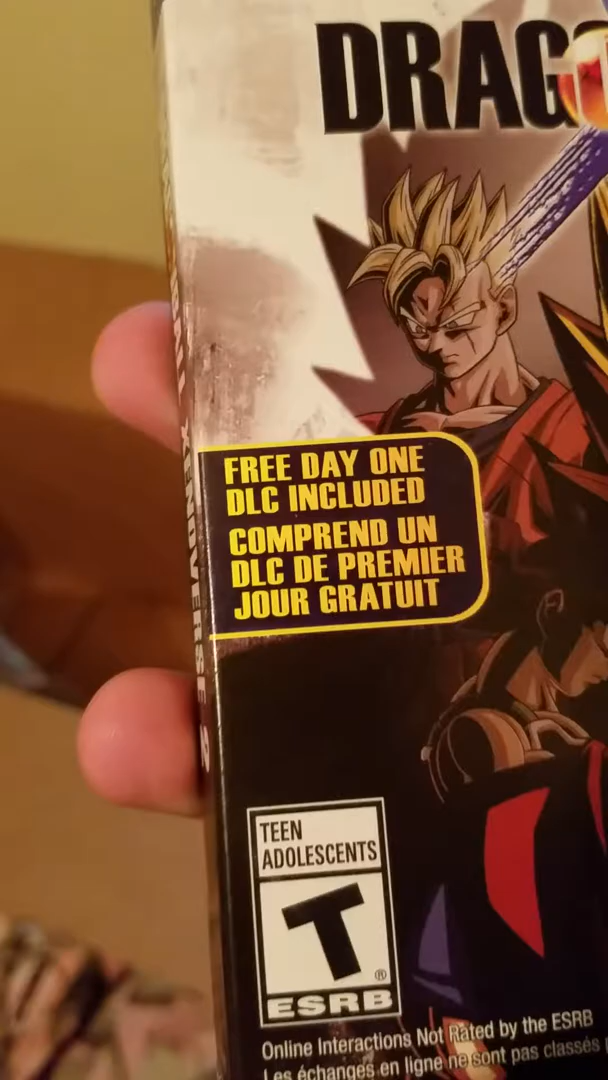 DRAG
FREE DAY ONE
DLC INCLUDED
COMPREND UN
DLC DE PREMIER
JOUR GRATUIT
XENOVERSE 2
TEEN
ADOLESCENTS
T
®
ESRB
Online Interactions Not Rated by the ESRB
Les échanges en ligne ne sont pas classés